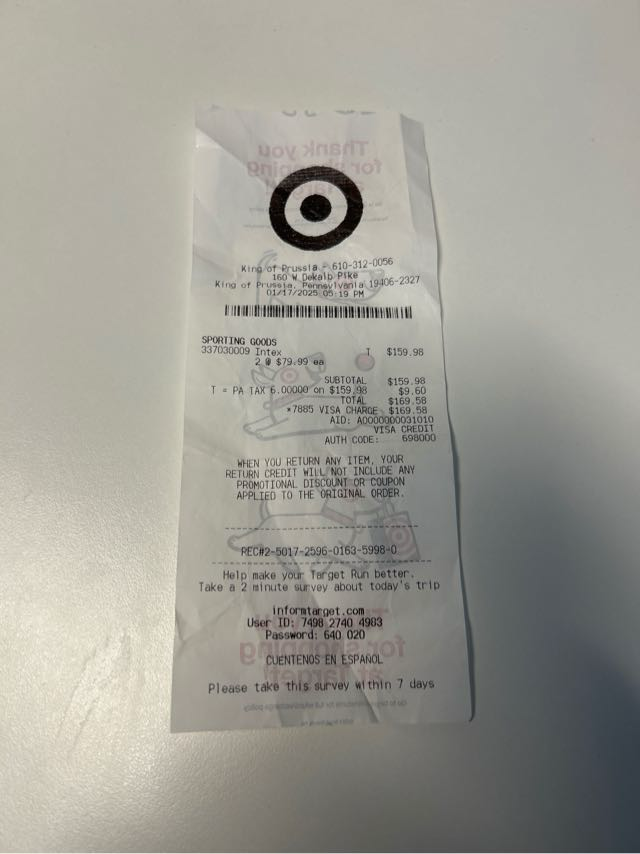 King of Prussia - 610-312-0056
160 W Dekalb Pike
King of Prussia, Pennsylvania 19406-2327
01/17/2025 05:19 PM
SPORTING GOODS
337030009 Intex T $159.98
2 @ $79.99 ea
SUBTOTAL $159.98
T = PA TAX 6.00000 on $159.98 $9.60
TOTAL $169.58
*7885 VISA CHARGE $169.58
AID: A0000000031010
VISA CREDIT
AUTH CODE: 698000
WHEN YOU RETURN ANY ITEM, YOUR
RETURN CREDIT WILL NOT INCLUDE ANY
PROMOTIONAL DISCOUNT OR COUPON
APPLIED TO THE ORIGINAL ORDER.
REC#2-5017-2596-0163-5998-0
Help make your Target Run better.
Take a 2 minute survey about today's trip
informtarget.com
User ID: 7498 2740 4983
Password: 640 020
CUENTENOS EN ESPAÑOL
Please take this survey within 7 days